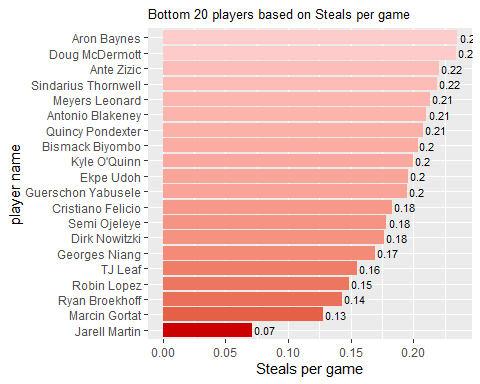 Bottom 20 players based on Steals per game
player name
Aron Baynes 0.2
Doug McDermott 0.2
Ante Zizic 0.22
Sindarius Thornwell 0.22
Meyers Leonard 0.21
Antonio Blakeney 0.21
Quincy Pondexter 0.21
Bismack Biyombo 0.2
Kyle O'Quinn 0.2
Ekpe Udoh 0.2
Guerschon Yabusele 0.2
Cristiano Felicio 0.18
Semi Ojeleye 0.18
Dirk Nowitzki 0.18
Georges Niang 0.17
TJ Leaf 0.16
Robin Lopez 0.15
Ryan Broekhoff 0.14
Marcin Gortat 0.13
Jarell Martin 0.07
0.00 0.05 0.10 0.15 0.20
Steals per game